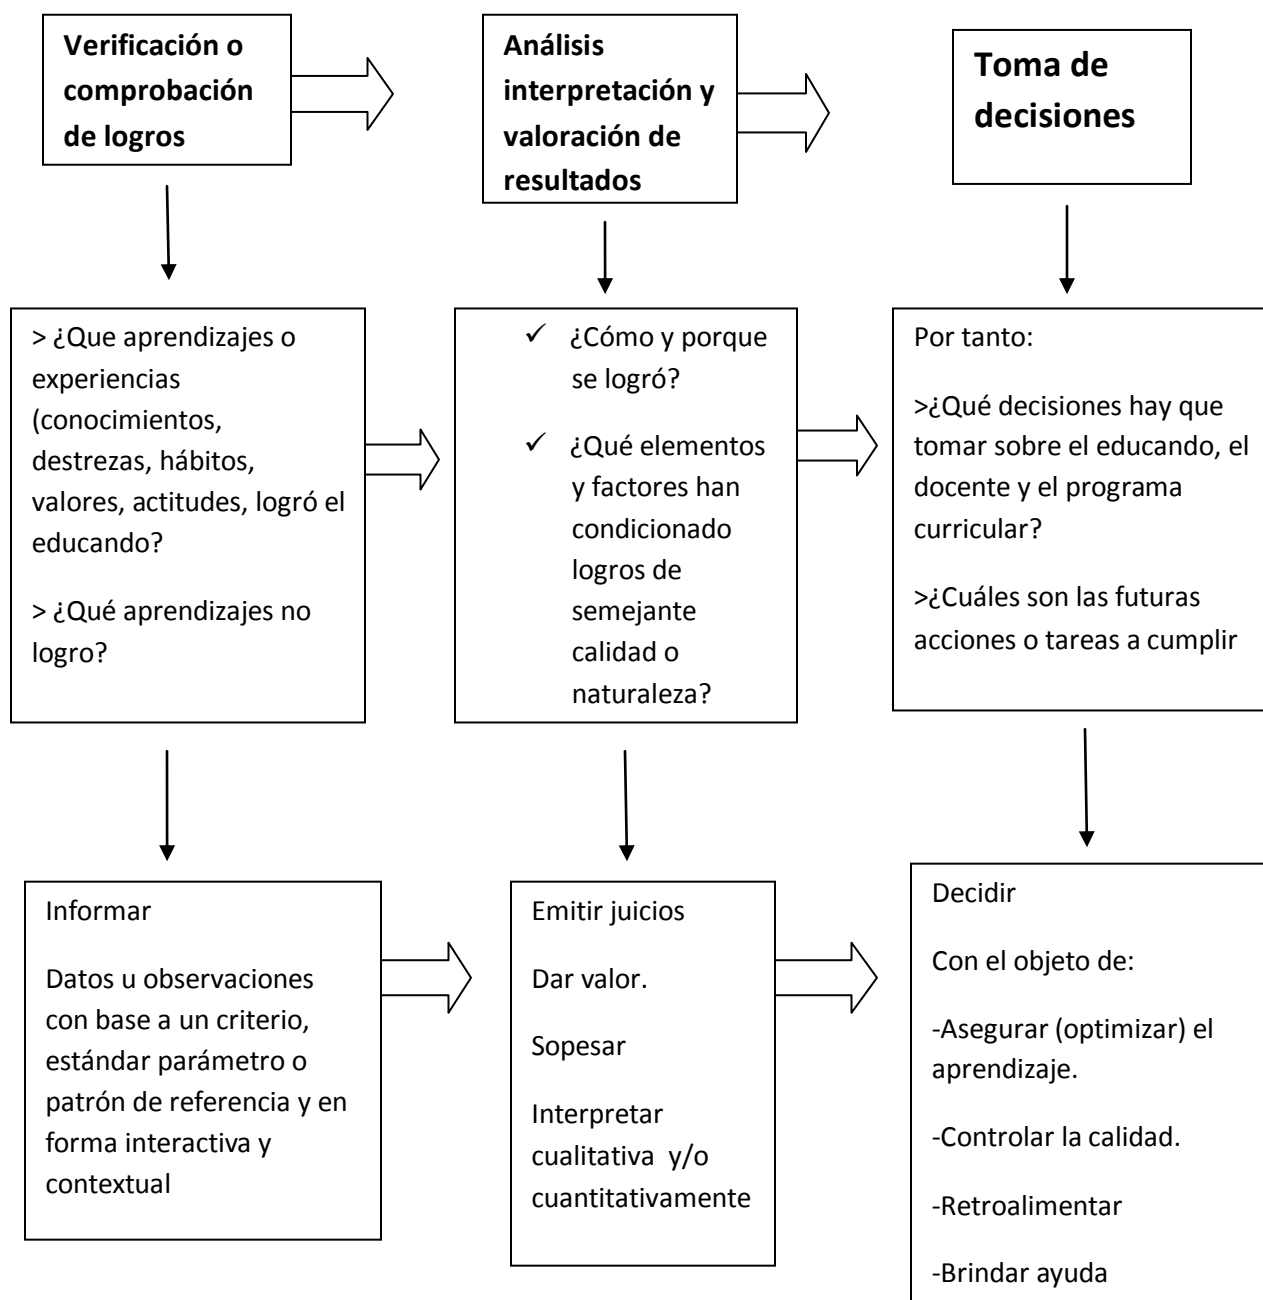 Verificación o
comprobación
de logros
Análisis
interpretación y
valoración de
resultados
Toma de
decisiones
> ¿Que aprendizajes o
experiencias
(conocimientos,
destrezas, hábitos,
valores, actitudes, logró el
educando?
> ¿Qué aprendizajes no
logro?
✓ ¿Cómo y porque
se logró?
✓ ¿Qué elementos
y factores han
condicionado
logros de
semejante
calidad o
naturaleza?
Por tanto:
>¿Qué decisiones hay que
tomar sobre el educando, el
docente y el programa
curricular?
>¿Cuáles son las futuras
acciones o tareas a cumplir
Informar
Datos u observaciones
con base a un criterio,
estándar parámetro o
patrón de referencia y en
forma interactiva y
contextual
Emitir juicios
Dar valor.
Sopesar
Interpretar
cualitativa y/o
cuantitativamente
Decidir
Con el objeto de:
-Asegurar (optimizar) el
aprendizaje.
-Controlar la calidad.
-Retroalimentar
-Brindar ayuda